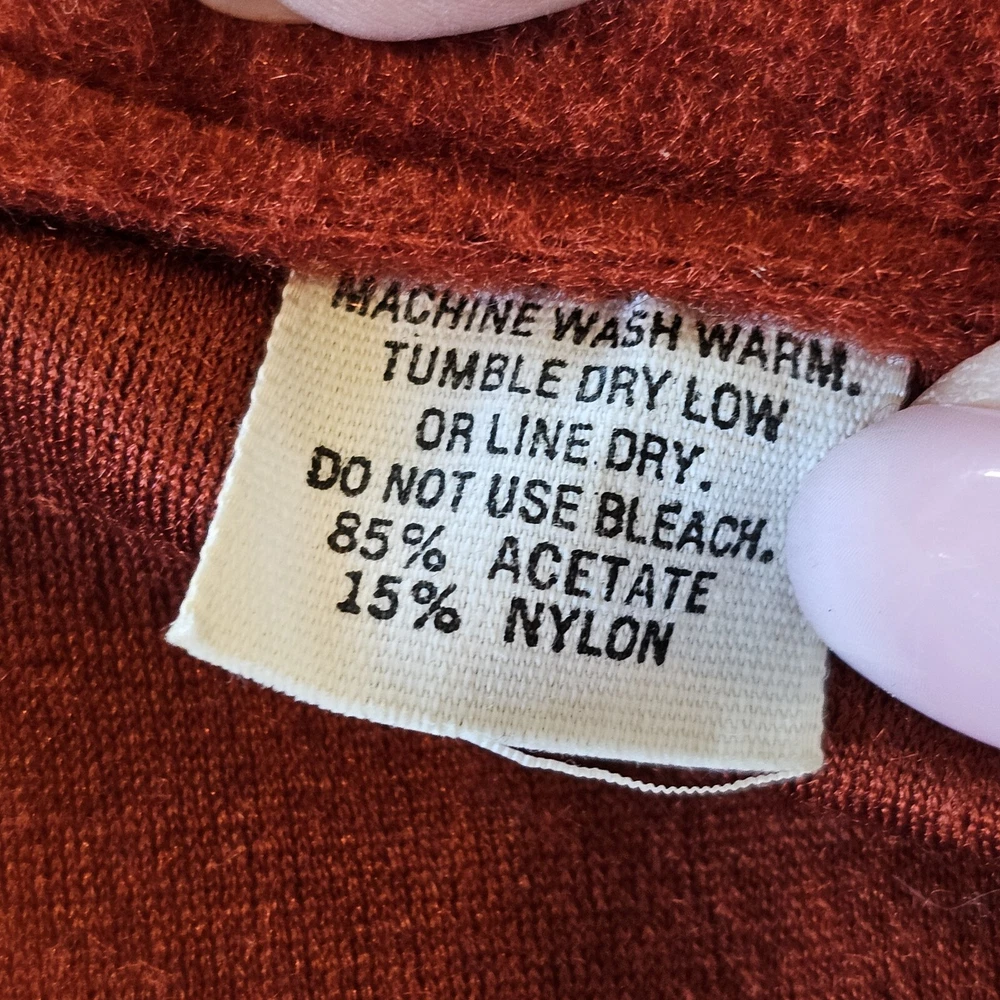 MACHINE WASH WARM.
TUMBLE DRY LOW
OR LINE DRY.
DO NOT USE BLEACH.
85% ACETATE
15% NYLON